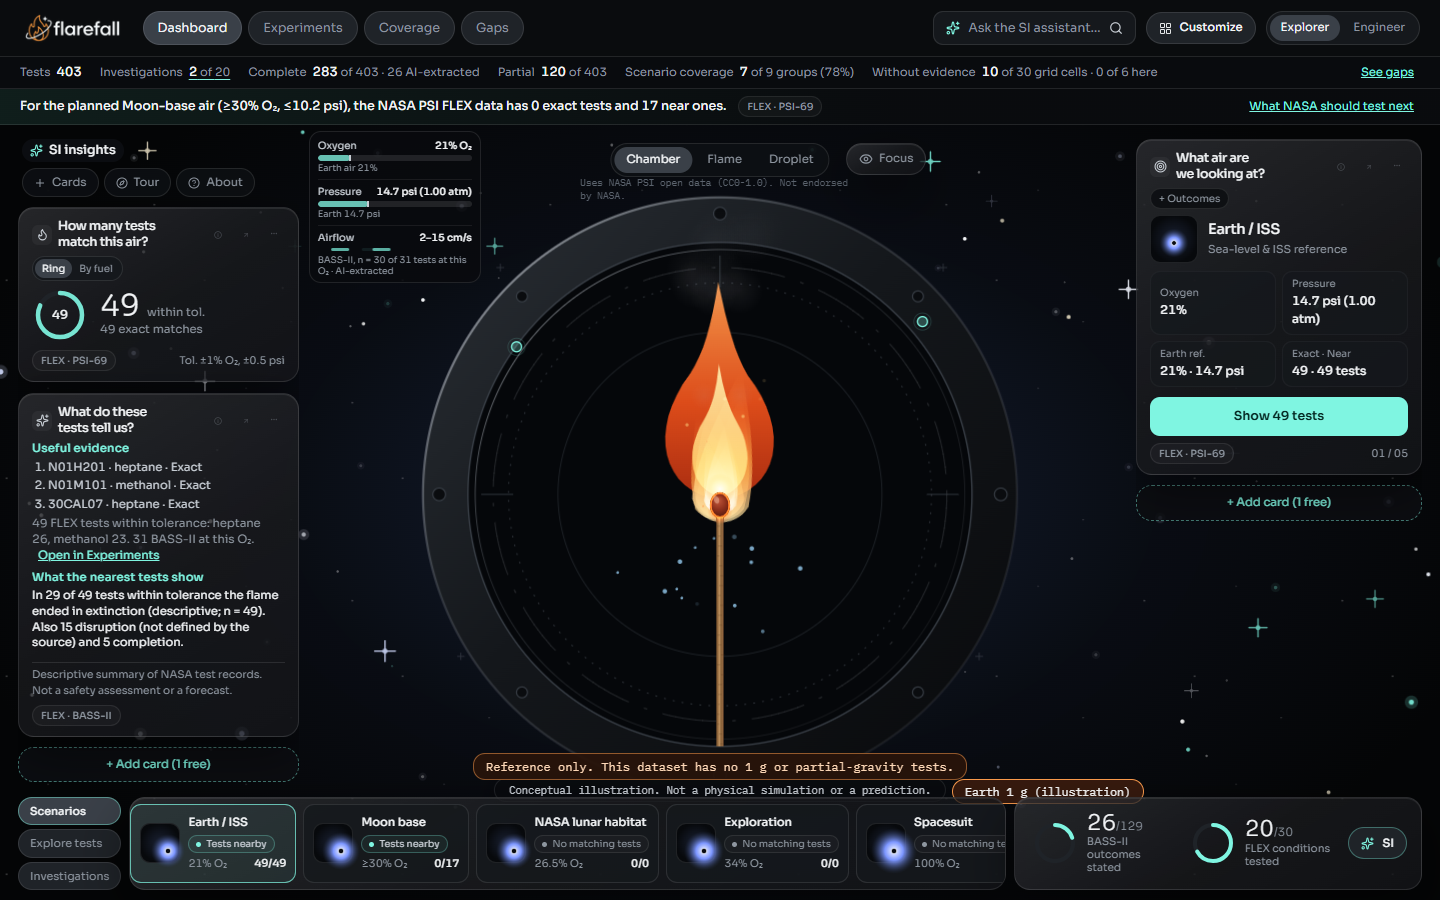 flarefall
Dashboard
Experiments
Coverage
Gaps
Ask the SI assistant...
Customize
Explorer
Engineer
Tests 403
Investigations 2 of 20
Complete 283 of 403 · 26 AI-extracted
Partial 120 of 403
Scenario coverage 7 of 9 groups (78%)
Without evidence 10 of 30 grid cells · 0 of 6 here
See gaps
For the planned Moon-base air (≥30% O₂, ≤10.2 psi), the NASA PSI FLEX data has 0 exact tests and 17 near ones.
FLEX · PSI-69
What NASA should test next
SI insights
+ Cards
Tour
About
How many tests
match this air?
Ring
By fuel
49
49 within tol.
49 exact matches
FLEX · PSI-69
Tol. ±1% O₂, ±0.5 psi
What do these
tests tell us?
Useful evidence
1. N01H201 · heptane · Exact
2. N01M101 · methanol · Exact
3. 30CAL07 · heptane · Exact
49 FLEX tests within tolerance: heptane
26, methanol 23. 31 BASS-II at this O₂.
Open in Experiments
What the nearest tests show
In 29 of 49 tests within tolerance the flame
ended in extinction (descriptive; n = 49).
Also 15 disruption (not defined by the
source) and 5 completion.
Descriptive summary of NASA test records.
Not a safety assessment or a forecast.
FLEX · BASS-II
+ Add card (1 free)
Oxygen 21% O₂
Earth air 21%
Pressure 14.7 psi (1.00 atm)
Earth 14.7 psi
Airflow 2–15 cm/s
BASS-II, n = 30 of 31 tests at this
O₂ · AI-extracted
Chamber
Flame
Droplet
Focus
Uses NASA PSI open data (CC0-1.0). Not endorsed
by NASA.
Reference only. This dataset has no 1 g or partial-gravity tests.
Conceptual illustration. Not a physical simulation or a prediction.
Earth 1 g (illustration)
What air are
we looking at?
+ Outcomes
Earth / ISS
Sea-level & ISS reference
Oxygen
21%
Pressure
14.7 psi (1.00
atm)
Earth ref.
21% · 14.7 psi
Exact · Near
49 · 49 tests
Show 49 tests
FLEX · PSI-69
01 / 05
+ Add card (1 free)
Scenarios
Explore tests
Investigations
Earth / ISS
Tests nearby
21% O₂ 49/49
Moon base
Tests nearby
≥30% O₂ 0/17
NASA lunar habitat
No matching tests
26.5% O₂ 0/0
Exploration
No matching tests
34% O₂ 0/0
Spacesuit
No matching te
100% O₂
26/129
BASS-II
outcomes
stated
20/30
FLEX conditions
tested
SI